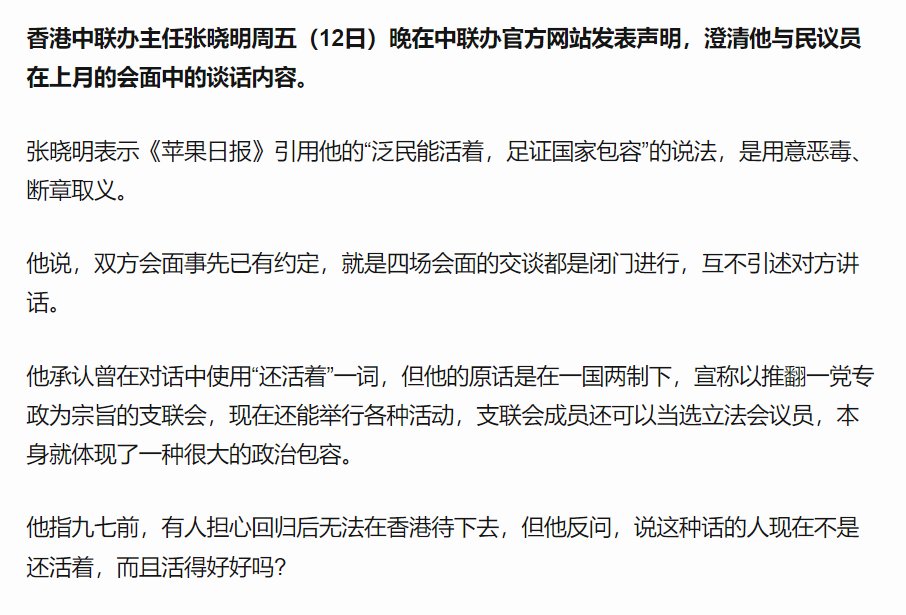 香港中联办主任张晓明周五（12日）晚在中联办官方网站发表声明，澄清他与民议员
在上月的会面中的谈话内容。
张晓明表示《苹果日报》引用他的“泛民能活着，足证国家包容”的说法，是用意恶毒、
断章取义。
他说，双方会面事先已有约定，就是四场会面的交谈都是闭门进行，互不引述对方讲
话。
他承认曾在对话中使用“还活着”一词，但他的原话是在一国两制下，宣称以推翻一党专
政为宗旨的支联会，现在还能举行各种活动，支联会成员还可以当选立法会议员，本
身就体现了一种很大的政治包容。
他指九七前，有人担心回归后无法在香港待下去，但他反问，说这种话的人现在不是
还活着，而且活得好好吗？